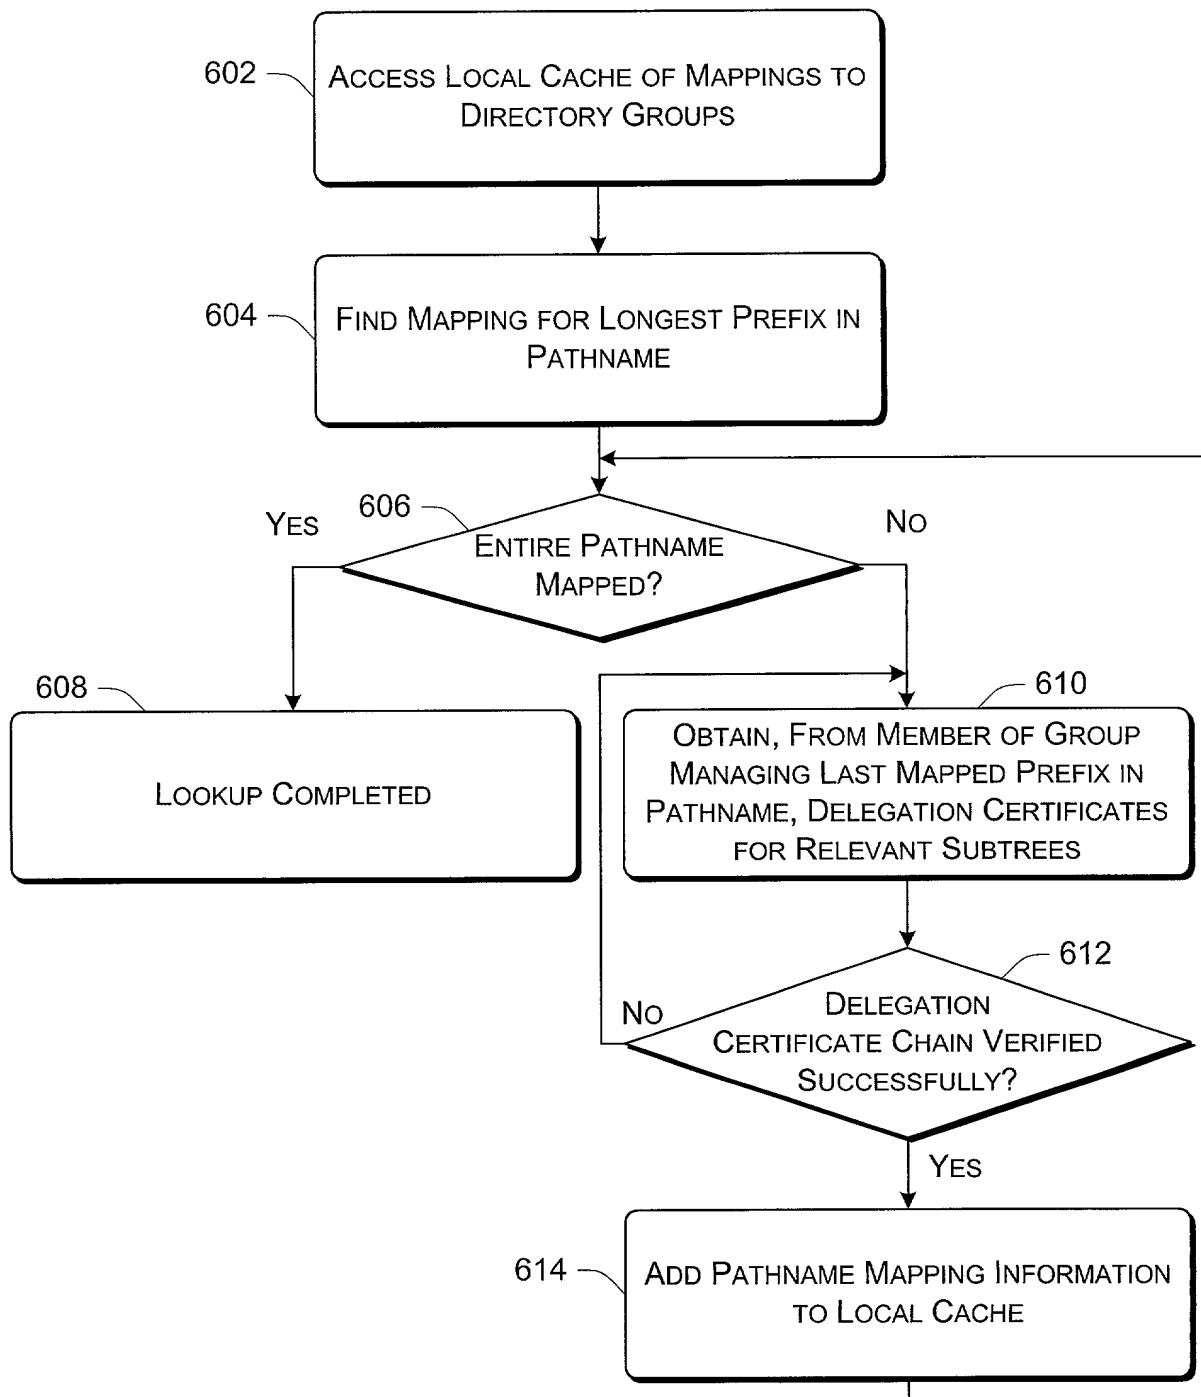 602
ACCESS LOCAL CACHE OF MAPPINGS TO
DIRECTORY GROUPS
604
FIND MAPPING FOR LONGEST PREFIX IN
PATHNAME
606
YES
NO
ENTIRE PATHNAME
MAPPED?
608
LOOKUP COMPLETED
610
OBTAIN, FROM MEMBER OF GROUP
MANAGING LAST MAPPED PREFIX IN
PATHNAME, DELEGATION CERTIFICATES
FOR RELEVANT SUBTREES
612
NO
DELEGATION
CERTIFICATE CHAIN VERIFIED
SUCCESSFULLY?
YES
614
ADD PATHNAME MAPPING INFORMATION
TO LOCAL CACHE